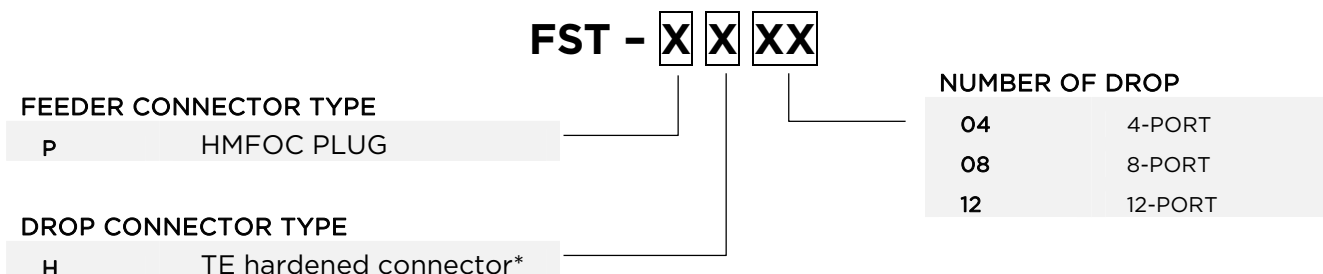 FST – X X XX
FEEDER CONNECTOR TYPE
P HMFOC PLUG
DROP CONNECTOR TYPE
H TE hardened connector*
NUMBER OF DROP
04 4-PORT
08 8-PORT
12 12-PORT